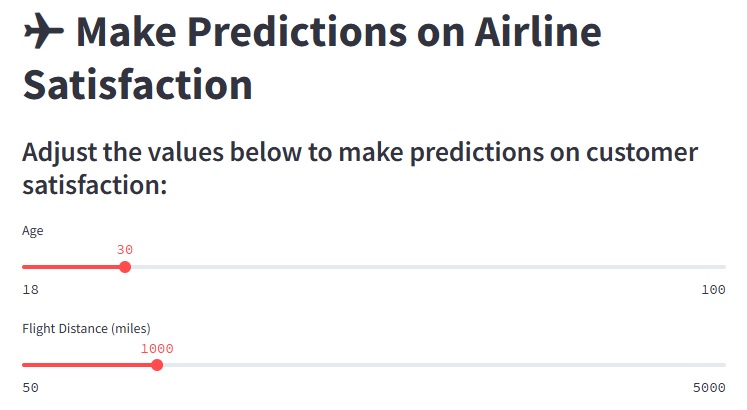 ✈ Make Predictions on Airline
Satisfaction
Adjust the values below to make predictions on customer
satisfaction:
Age
30
18 100
Flight Distance (miles)
1000
50 5000